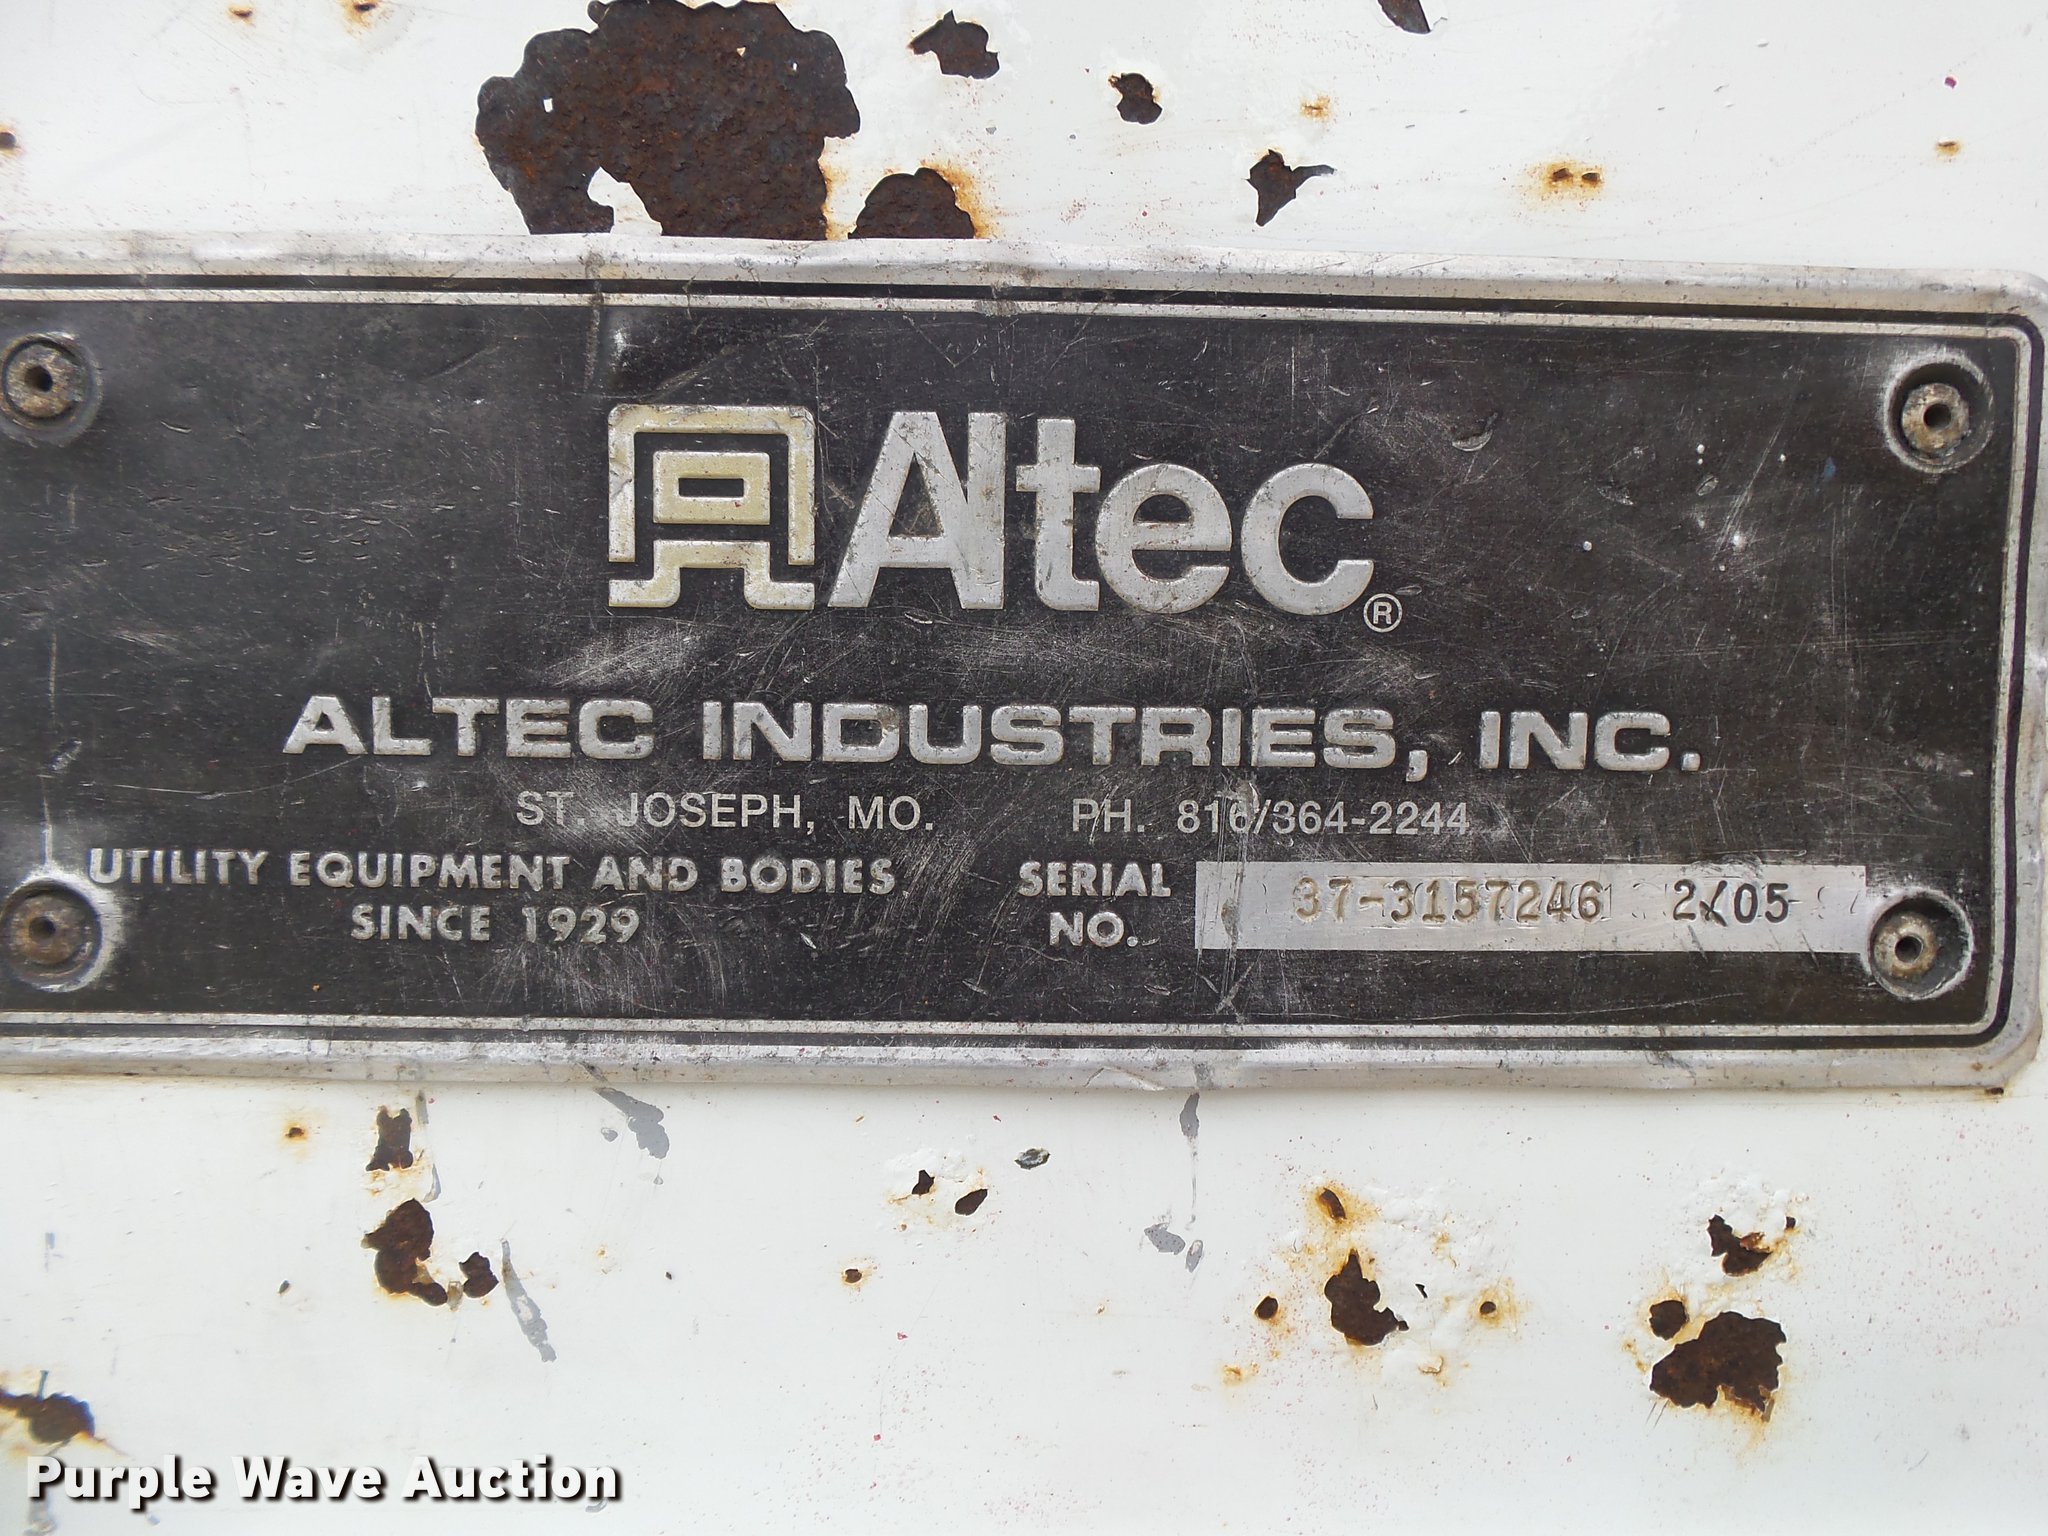 Altec®
ALTEC INDUSTRIES, INC.
ST. JOSEPH, MO. PH. 816/364-2244
UTILITY EQUIPMENT AND BODIES
SINCE 1929
SERIAL NO. 37-3157246 2/05
Purple Wave Auction